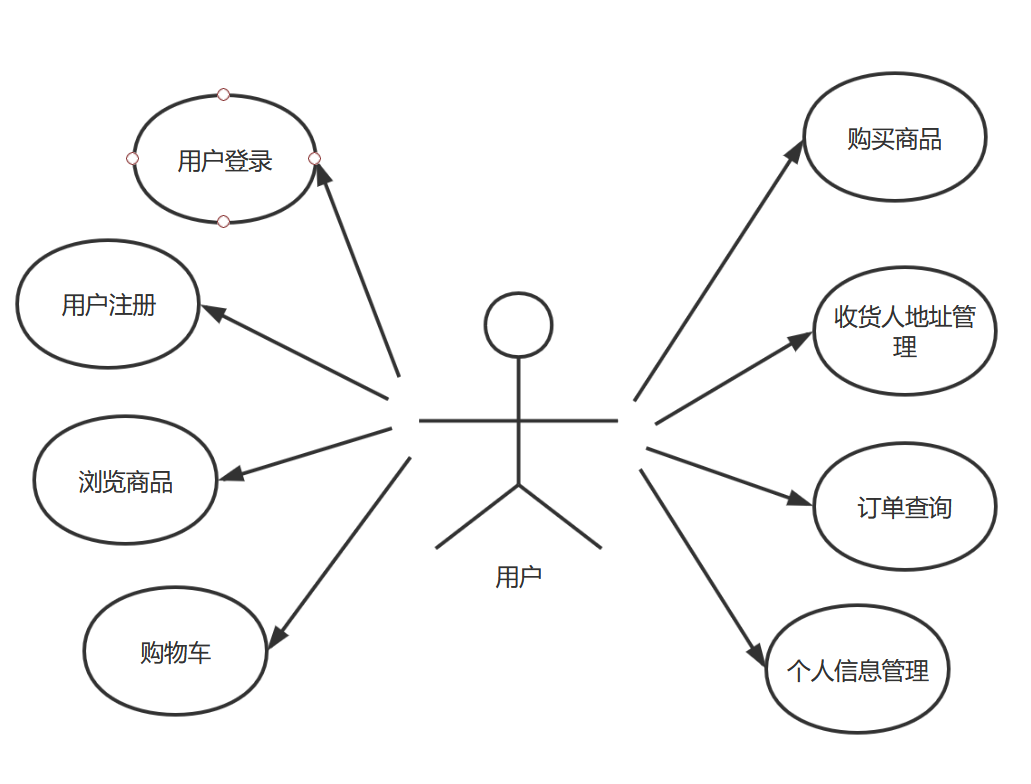 用户登录
用户注册
浏览商品
购物车
用户
购买商品
收货人地址管
理
订单查询
个人信息管理